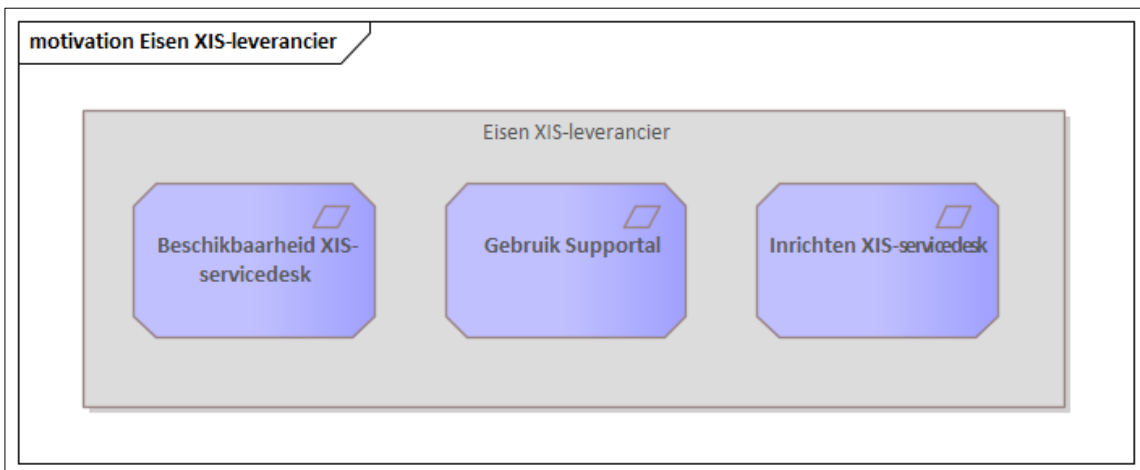 motivation Eisen XIS-leverancier
Eisen XIS-leverancier
Beschikbaarheid XIS-
servicedesk
Gebruik Supportal
Inrichten XIS-servicedesk